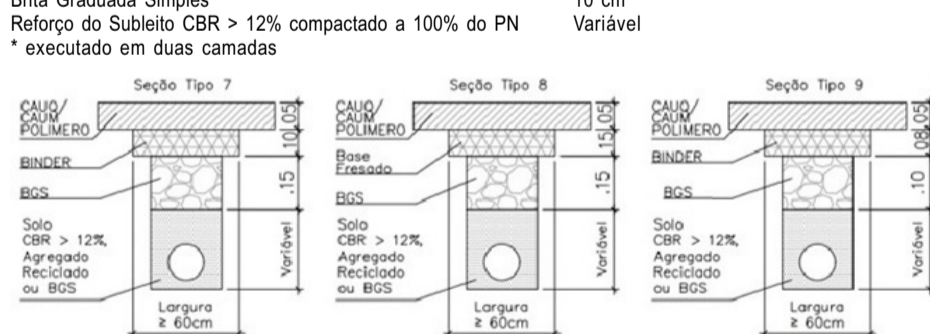 Brita Graduada Simples 10 cm
Reforço do Subleito CBR > 12% compactado a 100% do PN Variável
* executado em duas camadas
Seção Tipo 7
CAUQ/
CAUM
POLIMERO
BINDER
BGS
Solo
CBR > 12%,
Agregado
Reciclado
ou BGS
.05
.10
.15
Variável
Largura
≥ 60cm
Seção Tipo 8
CAUQ/
CAUM
POLIMERO
Base
Fresado
BGS
Solo
CBR > 12%,
Agregado
Reciclado
ou BGS
.05
.15
.15
Variável
Largura
≥ 60cm
Seção Tipo 9
CAUQ/
CAUM
POLIMERO
BINDER
BGS
Solo
CBR > 12%,
Agregado
Reciclado
ou BGS
.05
.08
.10
Variável
Largura
≥ 60cm